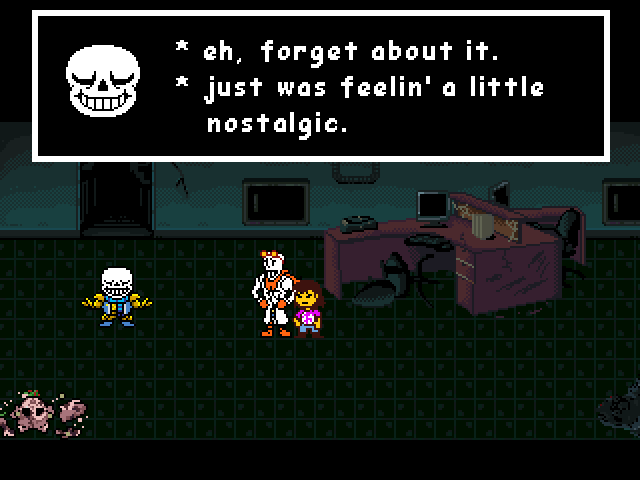 * eh, forget about it.
* just was feelin' a little
nostalgic.